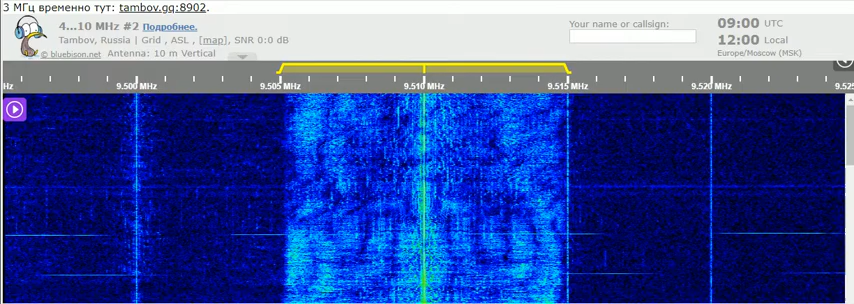 3 МГц временно тут: tambov.gq:8902.
4...10 MHz #2 Подробнее.
Tambov, Russia | Grid , ASL , [map], SNR 0:0 dB
© bluebison.net Antenna: 10 m Vertical
Your name or callsign:
09:00 UTC
12:00 Local
Europe/Moscow (MSK)
Hz 9.500 MHz 9.505 MHz 9.510 MHz 9.515 MHz 9.520 MHz 9.525